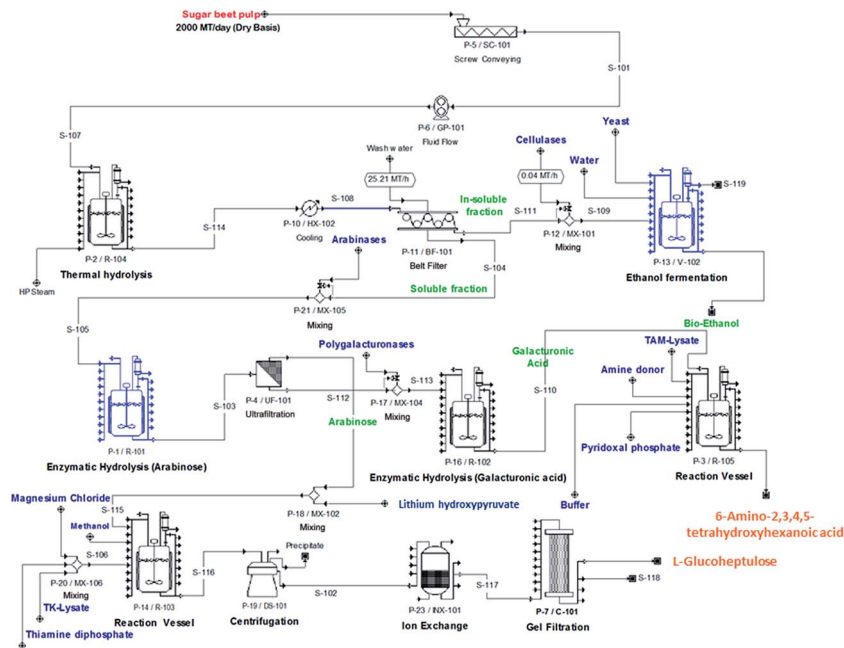 Sugar beet pulp
2000 MT/day (Dry Basis)
P-5 / SC-101
Screw Conveying
S-101
P-6 / GP-101
Fluid Flow
S-107
Wash water
25.21 MT/h
Cellulases
0.04 MT/h
Water
Yeast
S-119
In-soluble
fraction
S-108
P-10 / HX-102
Cooling
S-114
S-111
S-109
P-12 / MX-101
Mixing
P-13 / V-102
Ethanol fermentation
P-2 / R-104
Thermal hydrolysis
HP Steam
Arabinases
P-11 / BF-101
Belt Filter
S-104
Soluble fraction
P-21 / MX-105
Mixing
S-105
Bio-Ethanol
Polygalacturonases
Galacturonic
Acid
TAM-Lysate
Amine donor
S-113
S-110
P-4 / UF-101
Ultrafiltration
S-103
S-112
P-17 / MX-104
Mixing
Arabinose
P-1 / R-101
Enzymatic Hydrolysis (Arabinose)
P-16 / R-102
Enzymatic Hydrolysis (Galacturonic acid)
Pyridoxal phosphate
P-3 / R-105
Reaction Vessel
Buffer
Magnesium Chloride
S-115
P-18 / MX-102
Mixing
Lithium hydroxypyruvate
6-Amino-2,3,4,5-
tetrahydroxyhexanoic acid
Methanol
S-106
P-20 / MX-106
Mixing
TK-Lysate
Thiamine diphosphate
P-14 / R-103
Reaction Vessel
S-116
Precipitate
P-19 / DS-101
Centrifugation
S-102
P-23 / INX-101
Ion Exchange
S-117
P-7 / C-101
Gel Filtration
L-Glucoheptulose
S-118